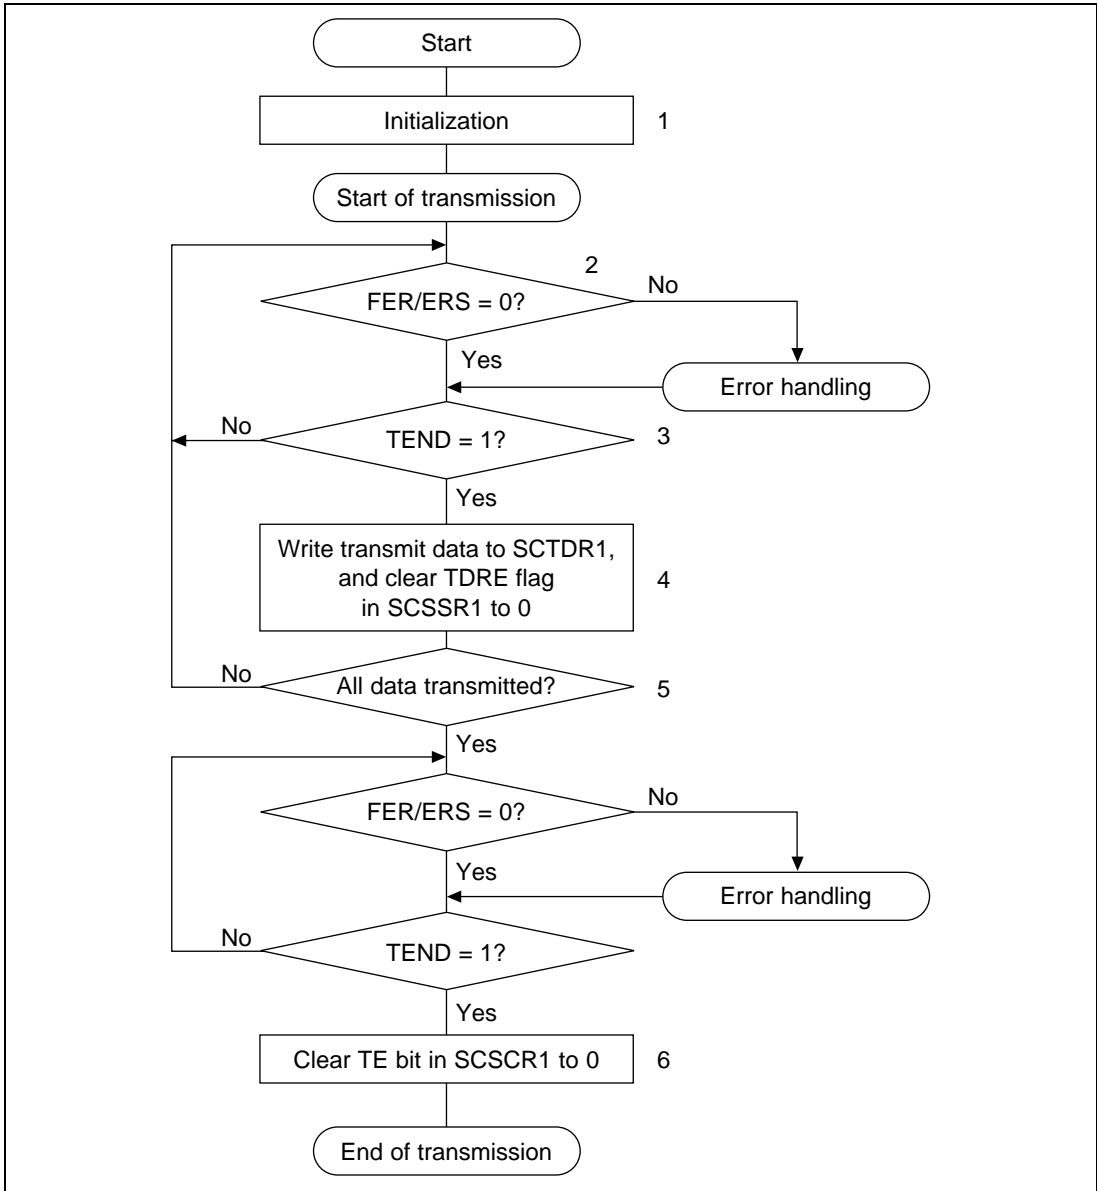 Start
Initialization
1
Start of transmission
2
FER/ERS = 0?
No
Yes
Error handling
No
TEND = 1?
3
Yes
Write transmit data to SCTDR1,
and clear TDRE flag
in SCSSR1 to 0
4
No
All data transmitted?
5
Yes
FER/ERS = 0?
No
Yes
Error handling
No
TEND = 1?
Yes
Clear TE bit in SCSCR1 to 0
6
End of transmission